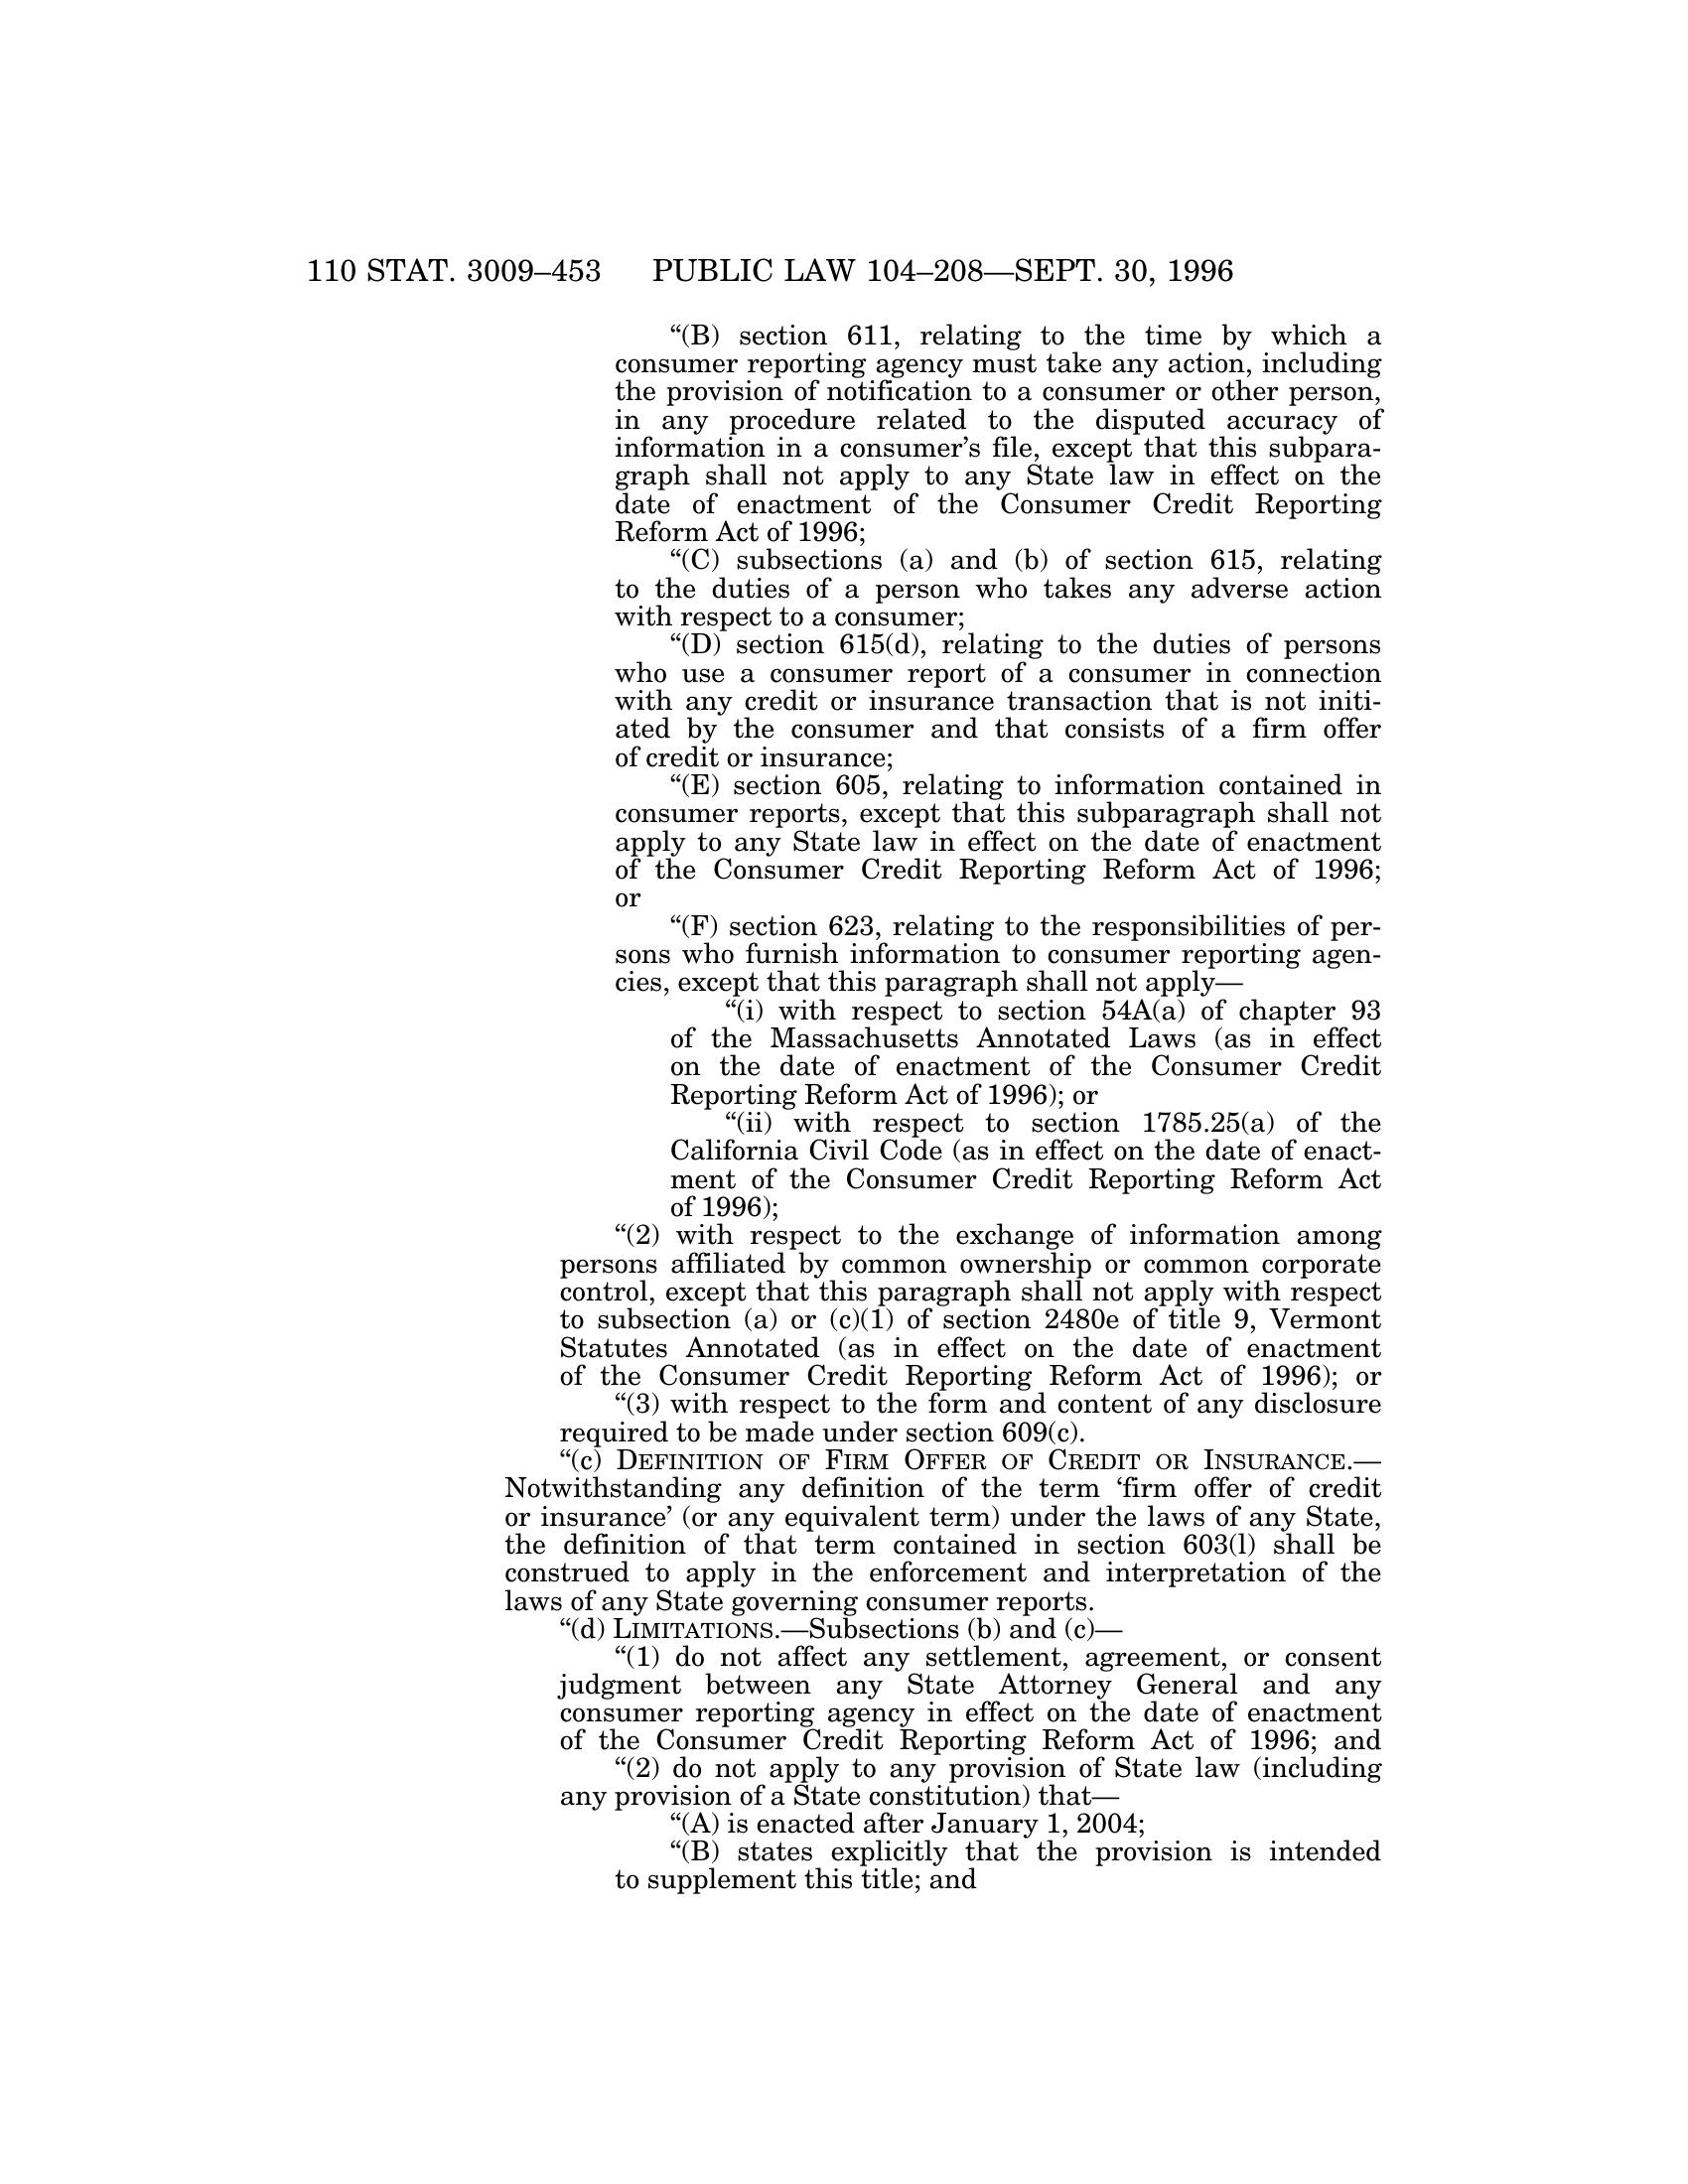 110 STAT. 3009–453 PUBLIC LAW 104–208—SEPT. 30, 1996
“(B) section 611, relating to the time by which a
consumer reporting agency must take any action, including
the provision of notification to a consumer or other person,
in any procedure related to the disputed accuracy of
information in a consumer’s file, except that this subpara-
graph shall not apply to any State law in effect on the
date of enactment of the Consumer Credit Reporting
Reform Act of 1996;
“(C) subsections (a) and (b) of section 615, relating
to the duties of a person who takes any adverse action
with respect to a consumer;
“(D) section 615(d), relating to the duties of persons
who use a consumer report of a consumer in connection
with any credit or insurance transaction that is not initi-
ated by the consumer and that consists of a firm offer
of credit or insurance;
“(E) section 605, relating to information contained in
consumer reports, except that this subparagraph shall not
apply to any State law in effect on the date of enactment
of the Consumer Credit Reporting Reform Act of 1996;
or
“(F) section 623, relating to the responsibilities of per-
sons who furnish information to consumer reporting agen-
cies, except that this paragraph shall not apply—
“(i) with respect to section 54A(a) of chapter 93
of the Massachusetts Annotated Laws (as in effect
on the date of enactment of the Consumer Credit
Reporting Reform Act of 1996); or
“(ii) with respect to section 1785.25(a) of the
California Civil Code (as in effect on the date of enact-
ment of the Consumer Credit Reporting Reform Act
of 1996);
“(2) with respect to the exchange of information among
persons affiliated by common ownership or common corporate
control, except that this paragraph shall not apply with respect
to subsection (a) or (c)(1) of section 2480e of title 9, Vermont
Statutes Annotated (as in effect on the date of enactment
of the Consumer Credit Reporting Reform Act of 1996); or
“(3) with respect to the form and content of any disclosure
required to be made under section 609(c).
“(c) DEFINITION OF FIRM OFFER OF CREDIT OR INSURANCE.—
Notwithstanding any definition of the term ‘firm offer of credit
or insurance’ (or any equivalent term) under the laws of any State,
the definition of that term contained in section 603(l) shall be
construed to apply in the enforcement and interpretation of the
laws of any State governing consumer reports.
“(d) LIMITATIONS.—Subsections (b) and (c)—
“(1) do not affect any settlement, agreement, or consent
judgment between any State Attorney General and any
consumer reporting agency in effect on the date of enactment
of the Consumer Credit Reporting Reform Act of 1996; and
“(2) do not apply to any provision of State law (including
any provision of a State constitution) that—
“(A) is enacted after January 1, 2004;
“(B) states explicitly that the provision is intended
to supplement this title; and